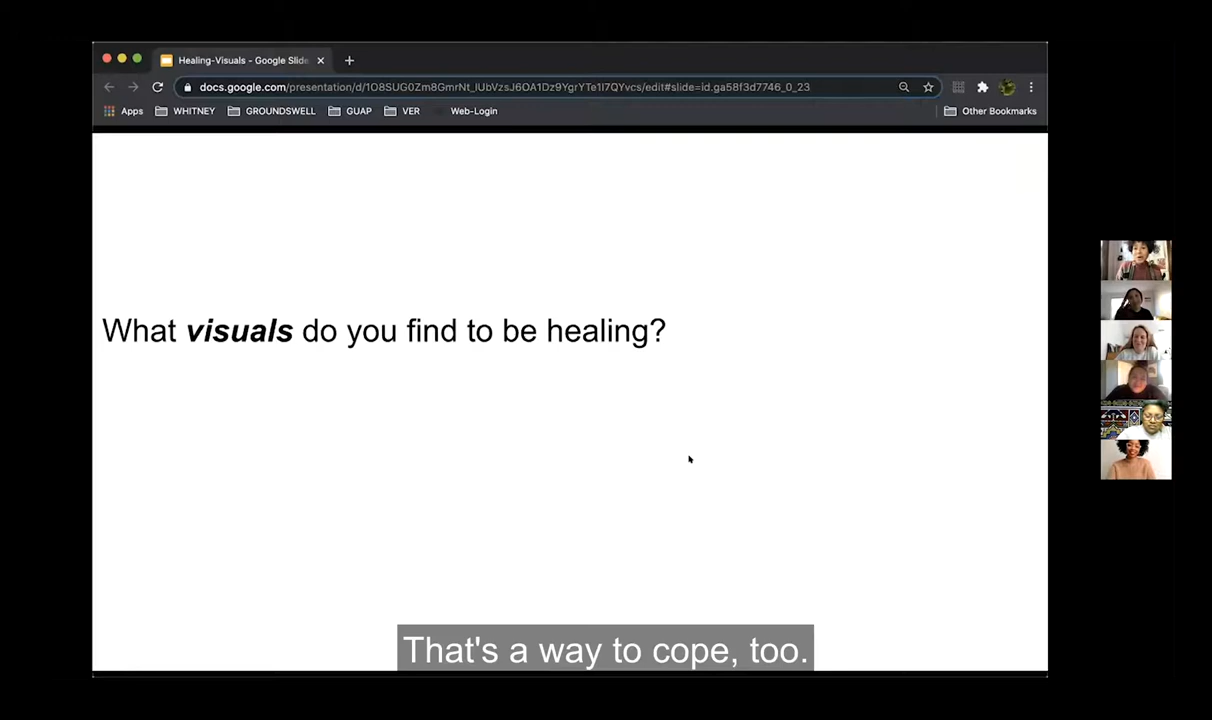 Healing-Visuals - Google Slide
docs.google.com/presentation/d/1O8SUG0Zm8GmrNt_IUbVzsJ6OA1Dz9YgrYTe1I7QYvcs/edit#slide=id.ga58f3d7746_0_23
Apps WHITNEY GROUNDSWELL GUAP VER Web-Login Other Bookmarks
What visuals do you find to be healing?
That's a way to cope, too.